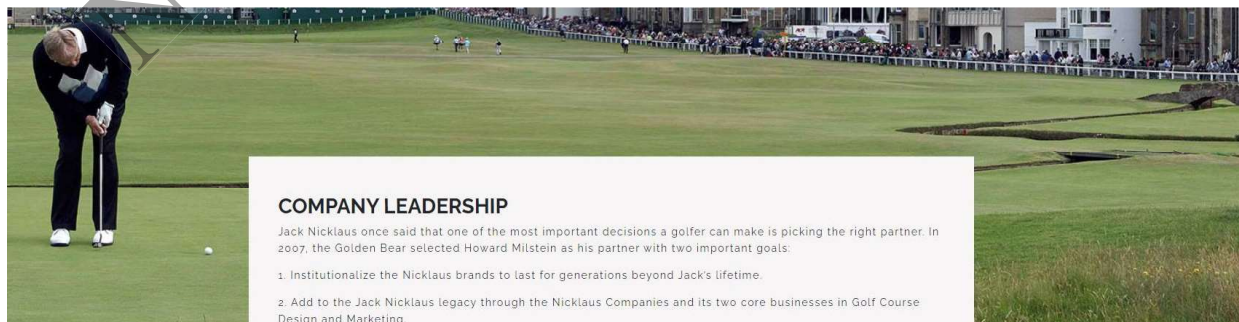 COMPANY LEADERSHIP
Jack Nicklaus once said that one of the most important decisions a golfer can make is picking the right partner. In
2007, the Golden Bear selected Howard Milstein as his partner with two important goals:
1. Institutionalize the Nicklaus brands to last for generations beyond Jack's lifetime.
2. Add to the Jack Nicklaus legacy through the Nicklaus Companies and its two core businesses in Golf Course
Design and Marketing.